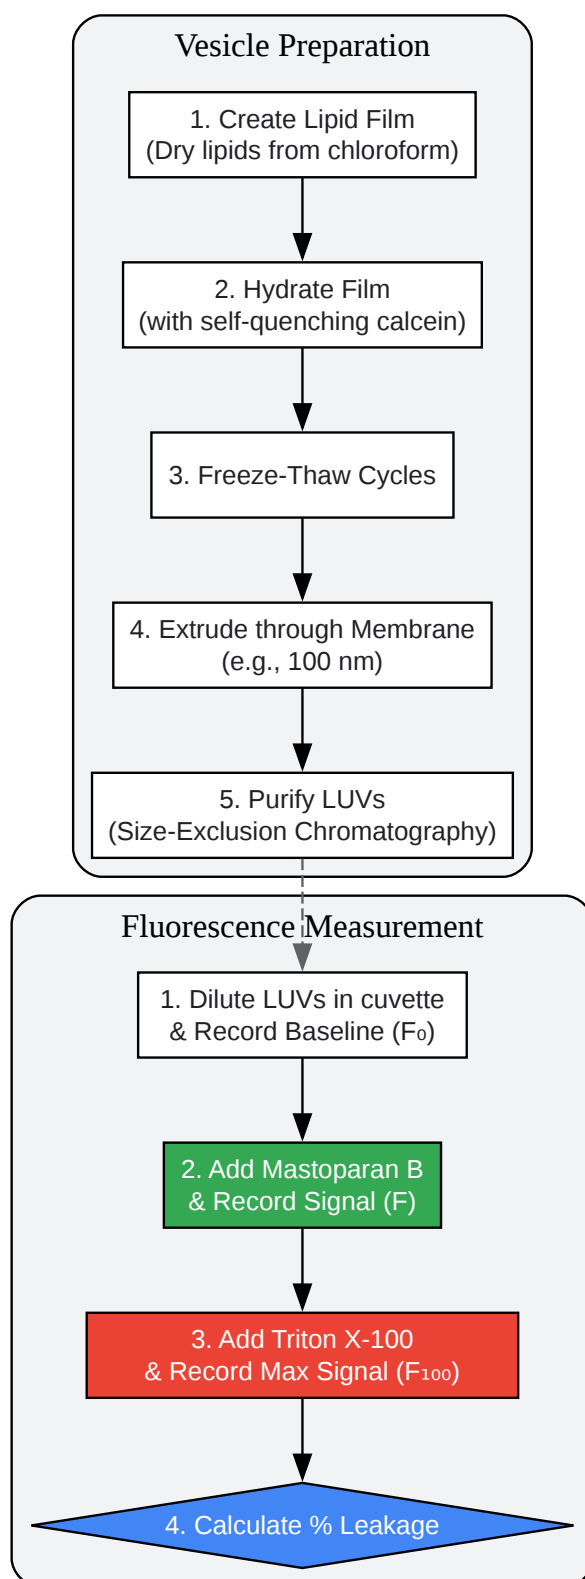 Vesicle Preparation
1. Create Lipid Film
(Dry lipids from chloroform)
2. Hydrate Film
(with self-quenching calcein)
3. Freeze-Thaw Cycles
4. Extrude through Membrane
(e.g., 100 nm)
5. Purify LUVs
(Size-Exclusion Chromatography)
Fluorescence Measurement
1. Dilute LUVs in cuvette
& Record Baseline (F₀)
2. Add Mastoparan B
& Record Signal (F)
3. Add Triton X-100
& Record Max Signal (F₁₀₀)
4. Calculate % Leakage